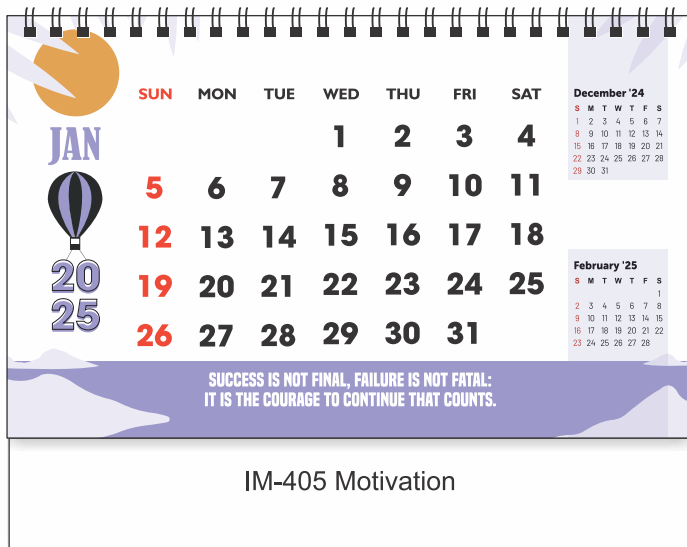 JAN
20
25
SUN MON TUE WED THU FRI SAT
1 2 3 4
5 6 7 8 9 10 11
12 13 14 15 16 17 18
19 20 21 22 23 24 25
26 27 28 29 30 31
December '24
S M T W T F S
1 2 3 4 5 6 7
8 9 10 11 12 13 14
15 16 17 18 19 20 21
22 23 24 25 26 27 28
29 30 31
February '25
S M T W T F S
1
2 3 4 5 6 7 8
9 10 11 12 13 14 15
16 17 18 19 20 21 22
23 24 25 26 27 28
SUCCESS IS NOT FINAL, FAILURE IS NOT FATAL:
IT IS THE COURAGE TO CONTINUE THAT COUNTS.
IM-405 Motivation